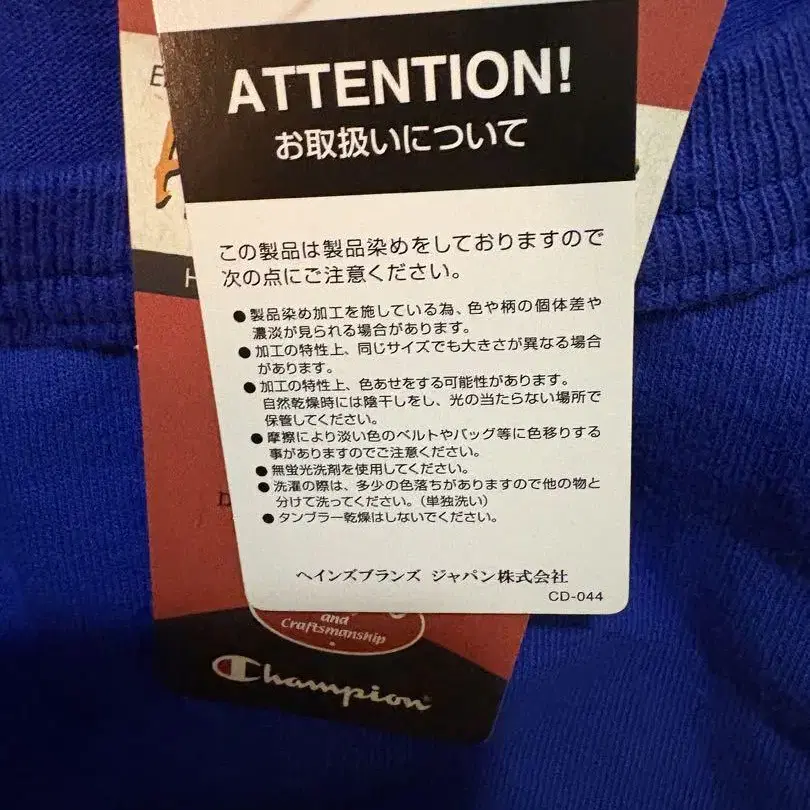 ATTENTION!
お取扱いについて
この製品は製品染めをしておりますので
次の点にご注意ください。
●製品染め加工を施している為、色や柄の個体差や
濃淡が見られる場合があります。
●加工の特性上、同じサイズでも大きさが異なる場合
があります。
●加工の特性上、色あせをする可能性があります。
自然乾燥時には陰干しをし、光の当たらない場所で
保管してください。
●摩擦により淡い色のベルトやバッグ等に色移りする
事がありますのでご注意ください。
●無蛍光洗剤を使用してください。
●洗濯の際は、多少の色落ちがありますので他の物と
分けて洗ってください。(単独洗い)
●タンブラー乾燥はしないでください。
ヘインズブランズ ジャパン株式会社
CD-044
and
Craftsmanship
Champion